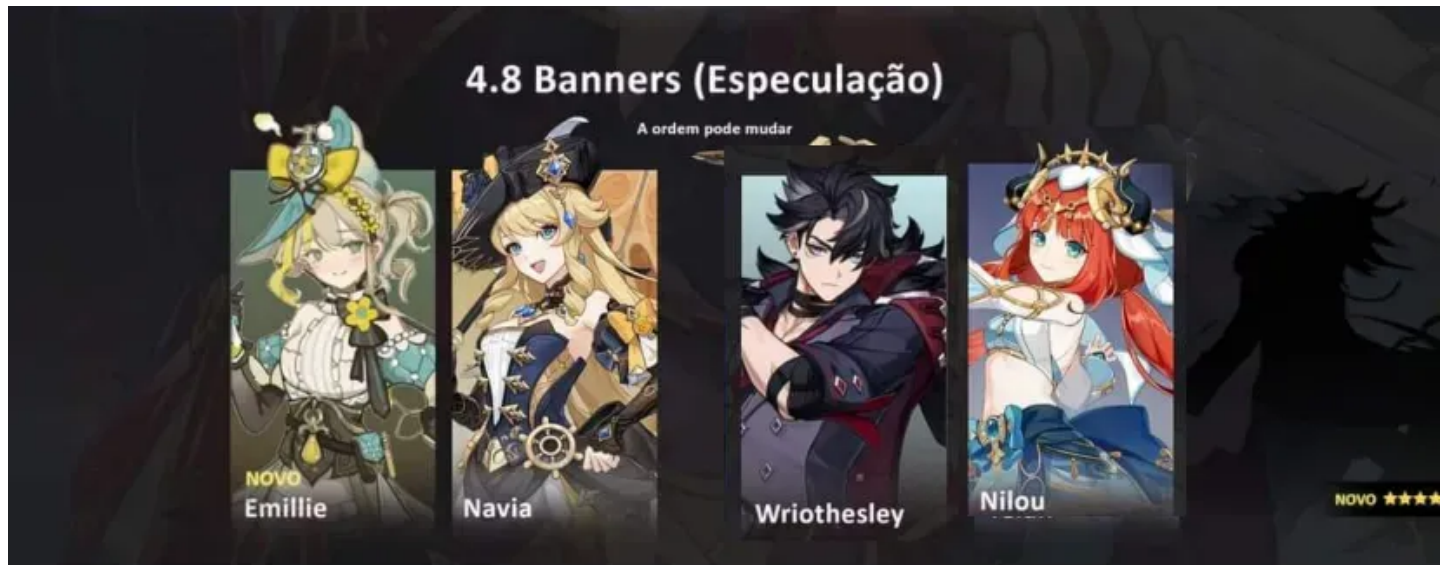 4.8 Banners (Especulação)
A ordem pode mudar
NOVO
Emillie
Navia
Wriothesley
Nilou
NOVO ★★★★